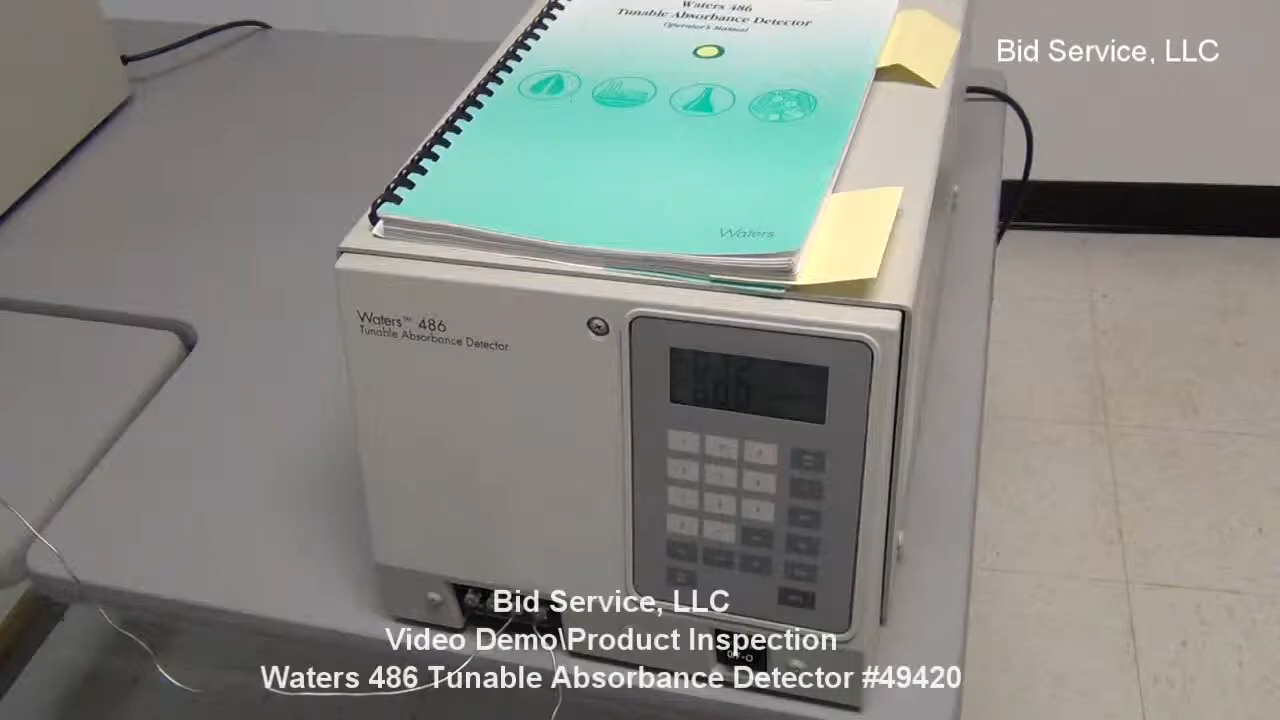 Waters 486
Tunable Absorbance Detector
Operator's Manual
Bid Service, LLC
Waters
Waters™ 486
Tunable Absorbance Detector
Bid Service, LLC
Video Demo\Product Inspection
Waters 486 Tunable Absorbance Detector #49420